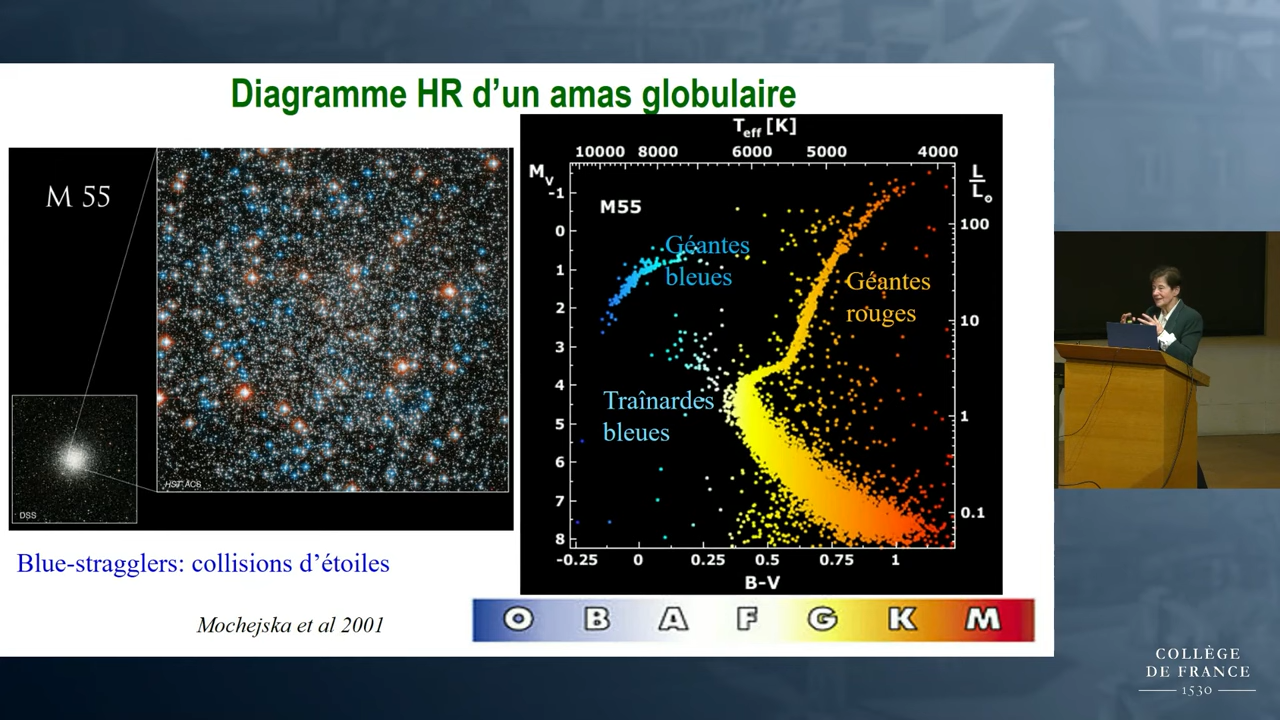 Diagramme HR d'un amas globulaire
M 55
HST ACS
DSS
T_eff [K]
10000 8000 6000 5000 4000
M_V
L
L_o
M55
-1
0
1
2
3
4
5
6
7
8
100
10
1
0.1
Géantes
bleues
Géantes
rouges
Traînardes
bleues
-0.25 0 0.25 0.5 0.75 1
B-V
Blue-stragglers: collisions d'étoiles
Mochejska et al 2001
O B A F G K M
COLLÈGE
DE FRANCE
1530